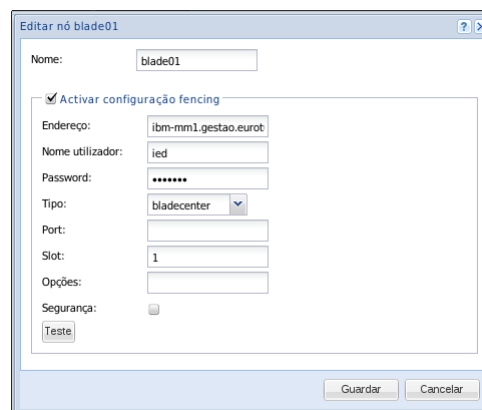 Editar nó blade01
Nome: blade01
Activar configuração fencing
Endereço: ibm-mm1.gestao.eurot
Nome utilizador: ied
Password: •••••••
Tipo: bladecenter
Port:
Slot: 1
Opções:
Segurança:
Teste
Guardar Cancelar